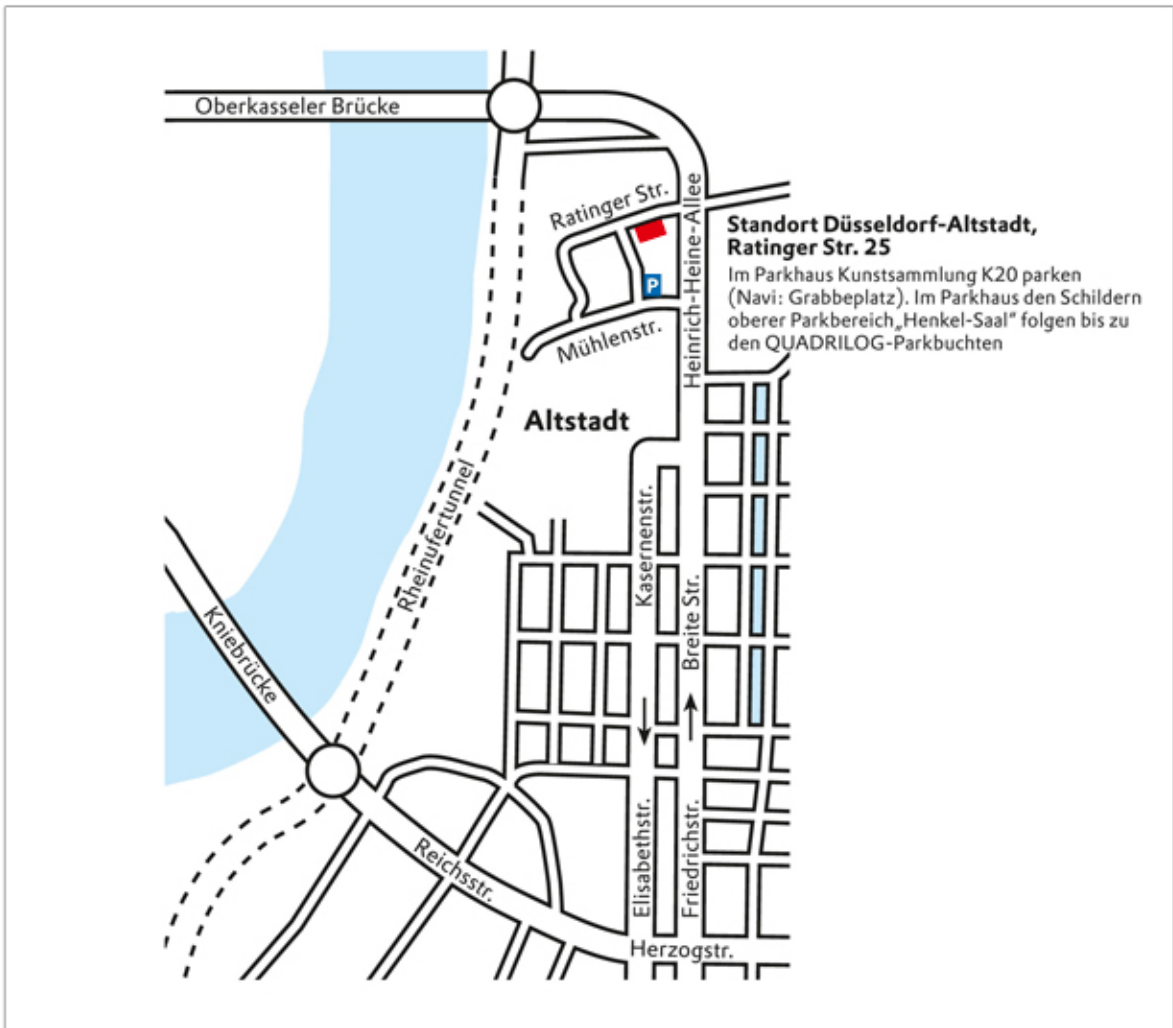 Oberkasseler Brücke
Ratinger Str.
Heinrich-Heine-Allee
Standort Düsseldorf-Altstadt,
Ratinger Str. 25
Im Parkhaus Kunstsammlung K20 parken
(Navi: Grabbeplatz). Im Parkhaus den Schildern
oberer Parkbereich„Henkel-Saal“ folgen bis zu
den QUADRILOG-Parkbuchten
P
Mühlenstr.
Altstadt
Rheinufertunnel
Kasernenstr.
Breite Str.
Kniebrücke
Reichsstr.
Elisabethstr.
Friedrichstr.
Herzogstr.